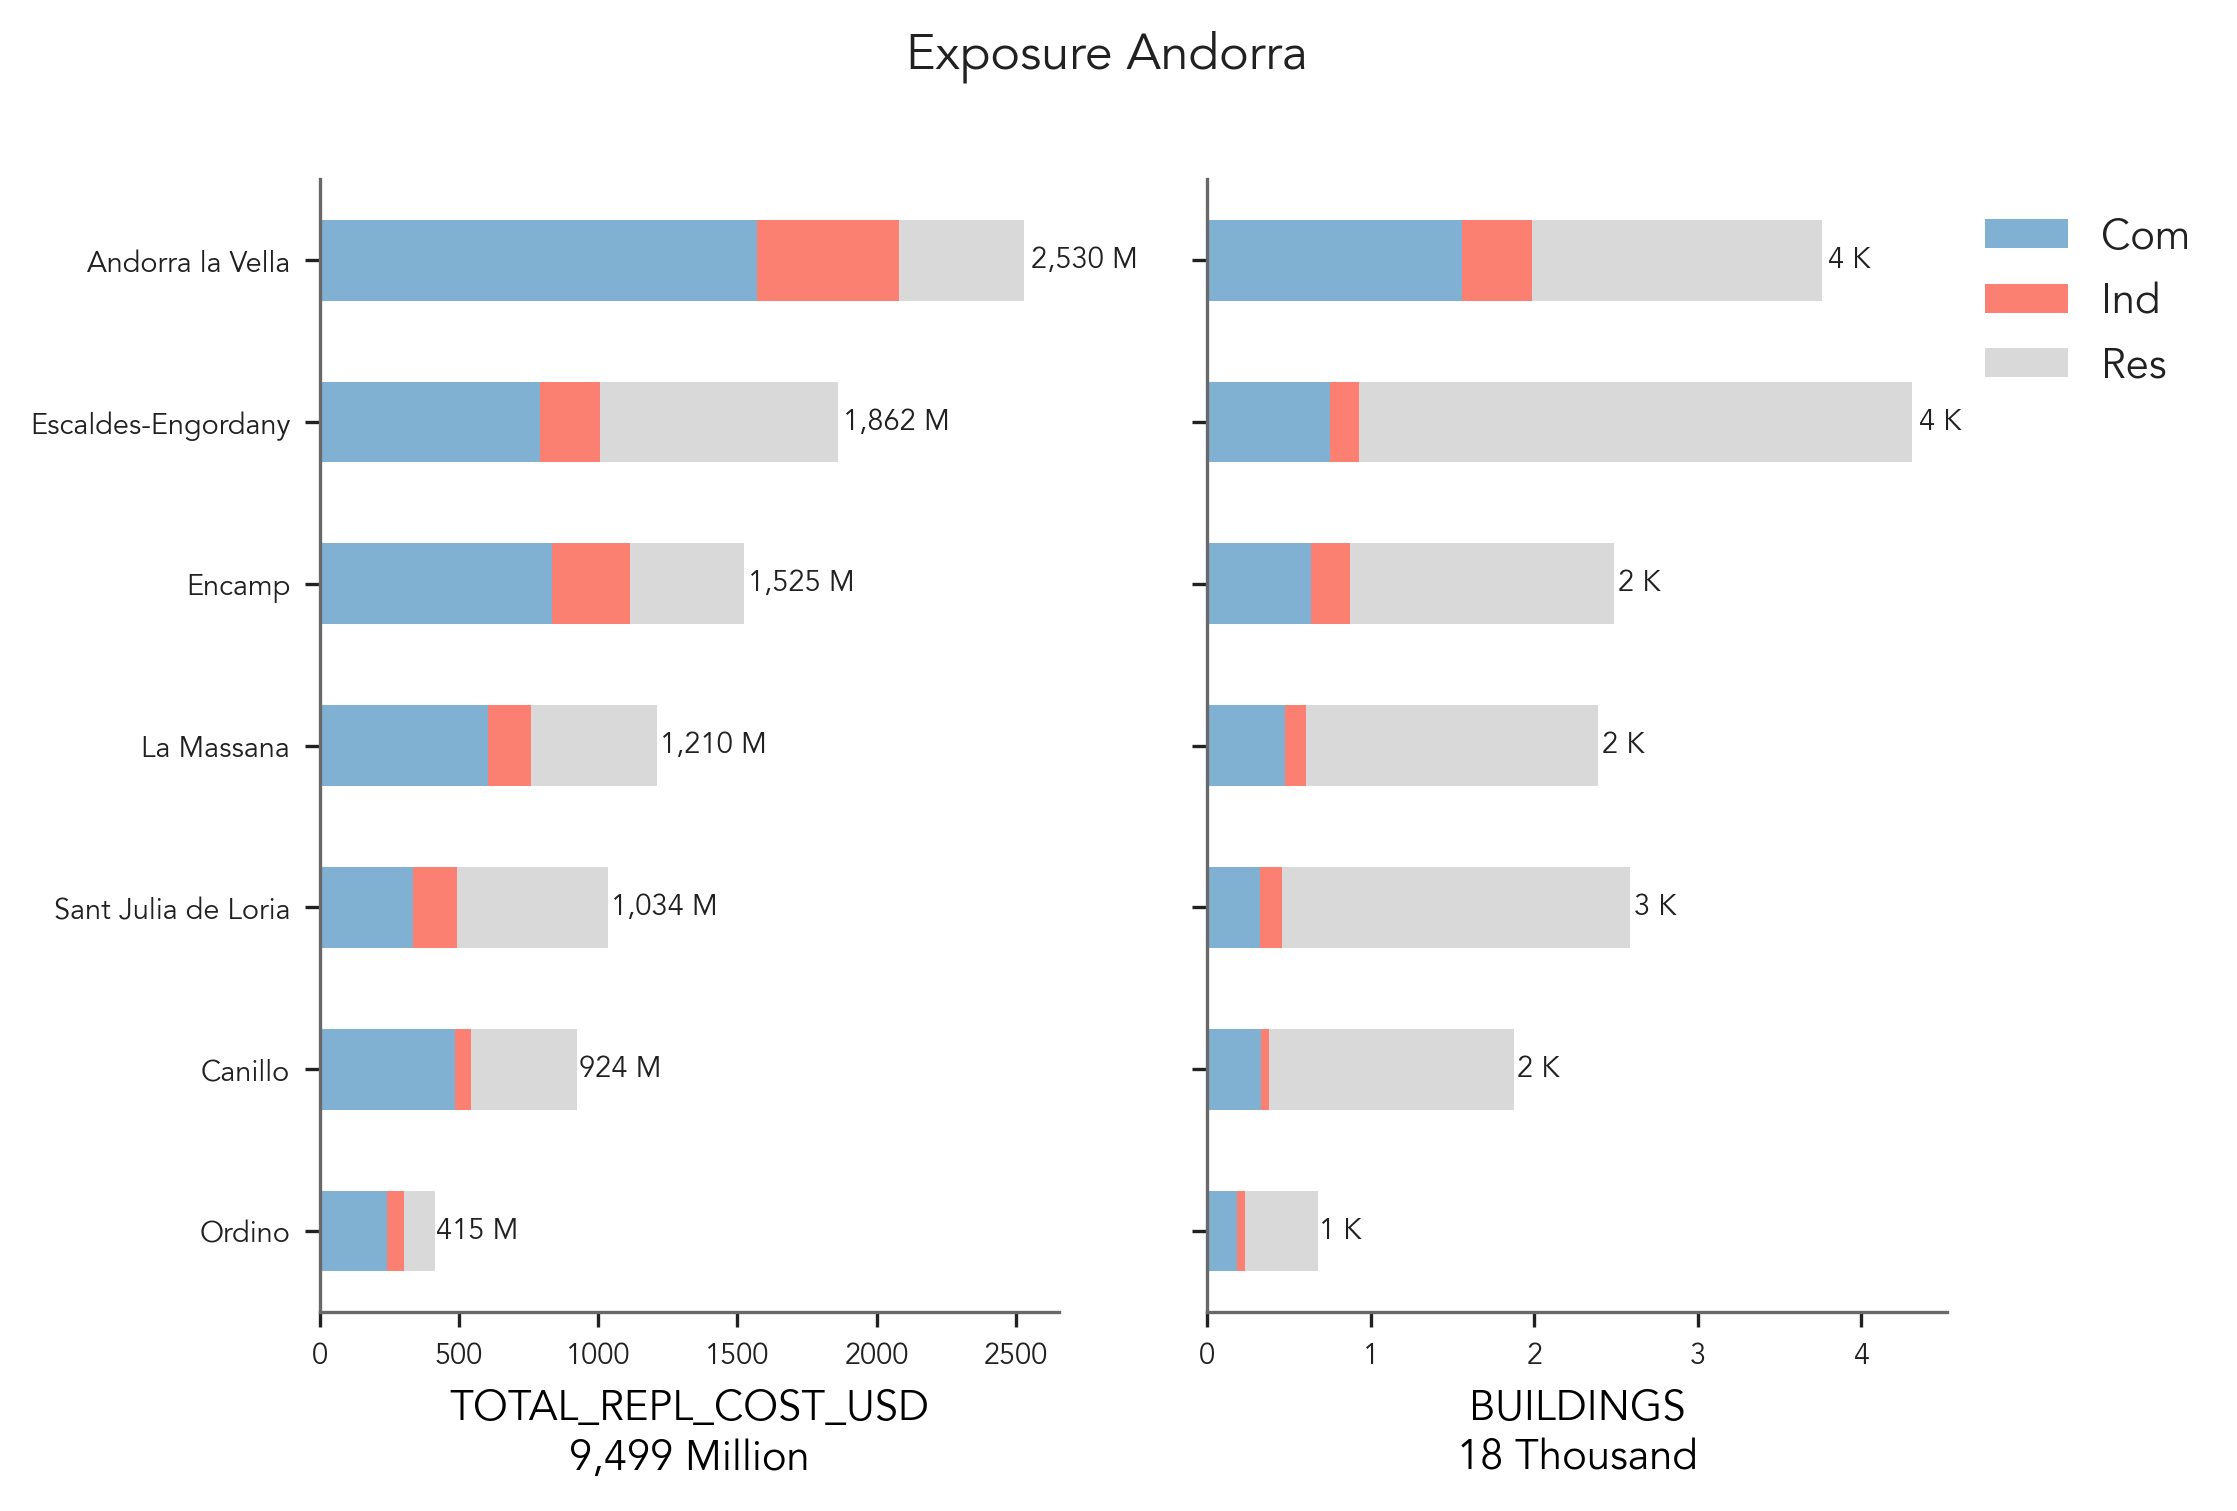 Exposure Andorra
Andorra la Vella
Escaldes-Engordany
Encamp
La Massana
Sant Julia de Loria
Canillo
Ordino
2,530 M
1,862 M
1,525 M
1,210 M
1,034 M
924 M
415 M
0 500 1000 1500 2000 2500
TOTAL_REPL_COST_USD
9,499 Million
4 K
4 K
2 K
2 K
3 K
2 K
1 K
0 1 2 3 4
BUILDINGS
18 Thousand
Com
Ind
Res